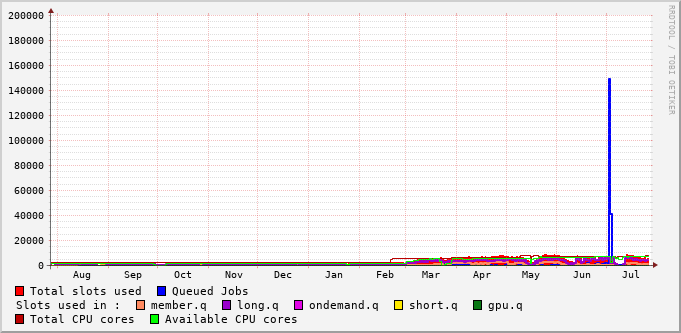 200000
180000
160000
140000
120000
100000
80000
60000
40000
20000
0
Aug Sep Oct Nov Dec Jan Feb Mar Apr May Jun Jul
RRDTOOL / TOBI OETIKER
Total slots used Queued Jobs
Slots used in : member.q long.q ondemand.q short.q gpu.q
Total CPU cores Available CPU cores